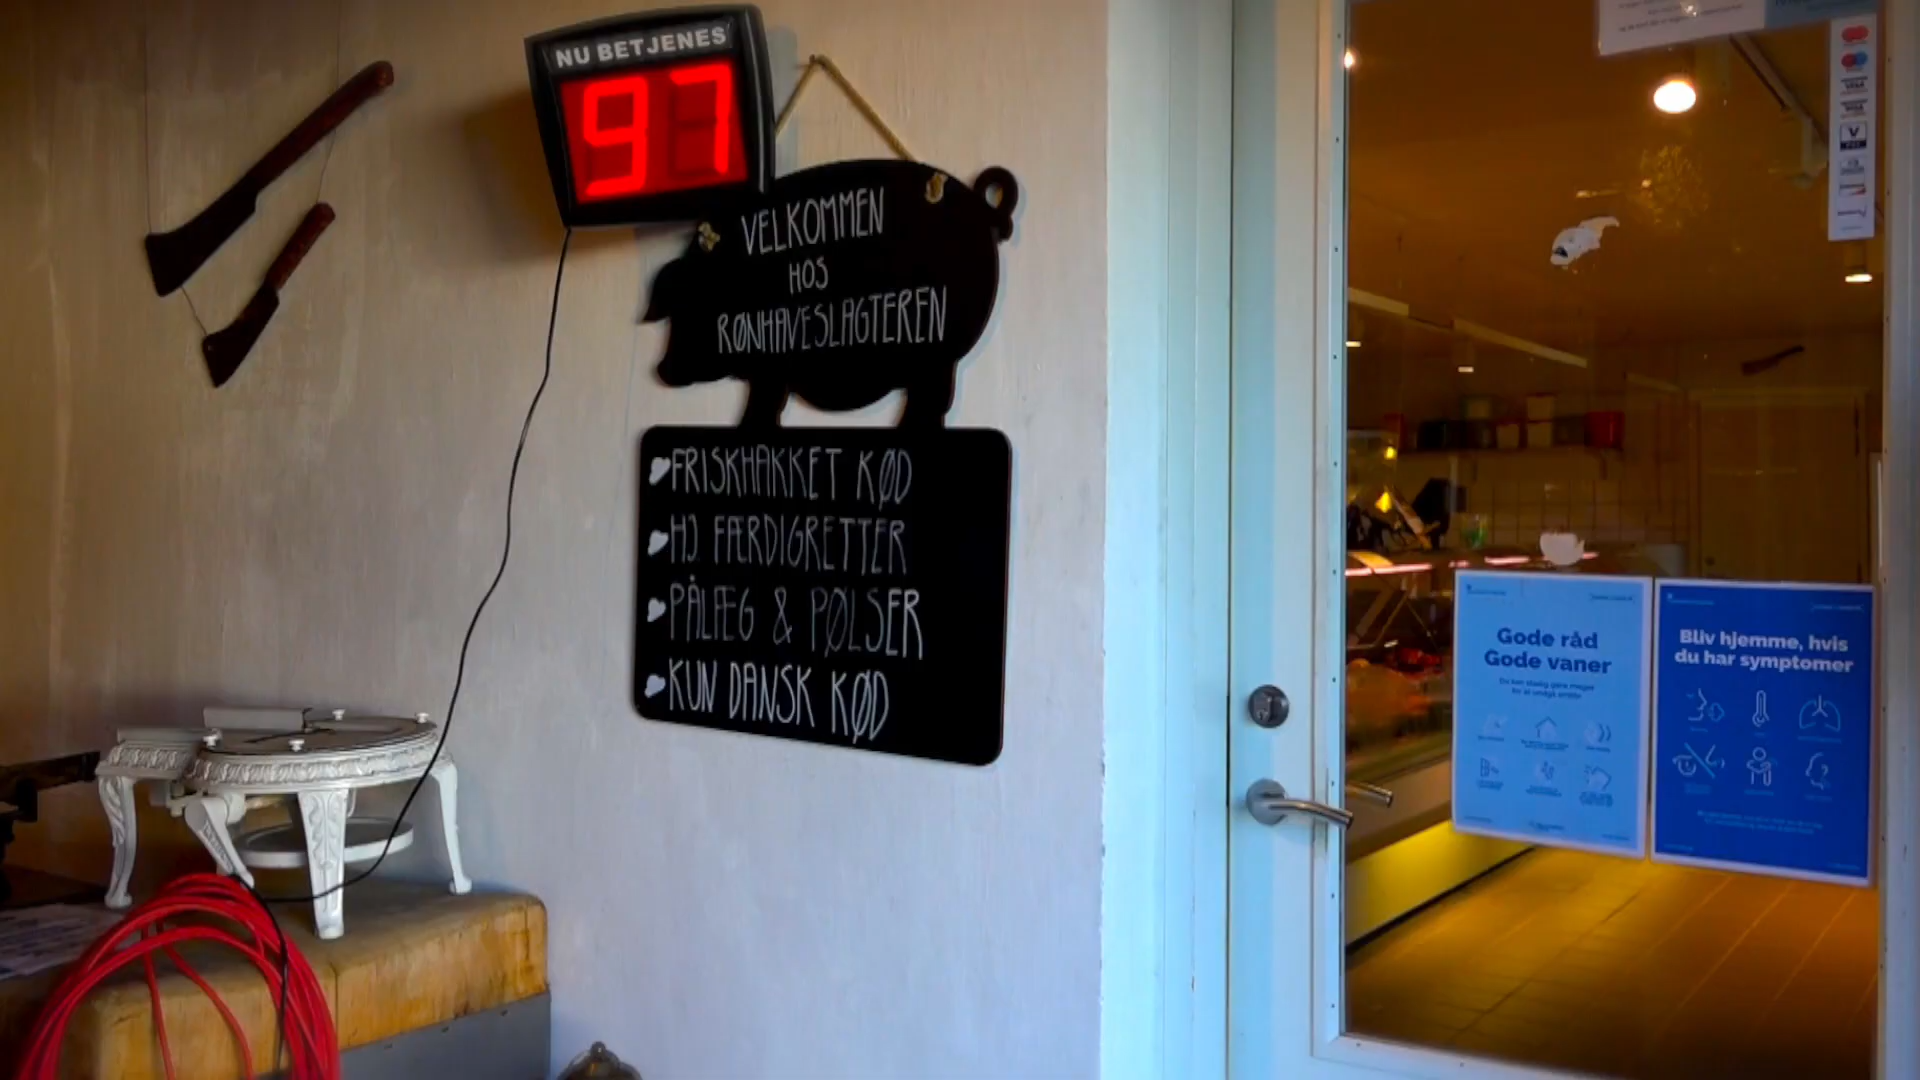 NU BETJENES
97
VELKOMMEN
HOS
RØNHAVESLAGTEREN
FRISKHAKKET KØD
HJ. FÆRDIGRETTER
PÅLÆG & PØLSER
KUN DANSK KØD
Gode råd
Gode vaner
Bliv hjemme, hvis
du har symptomer